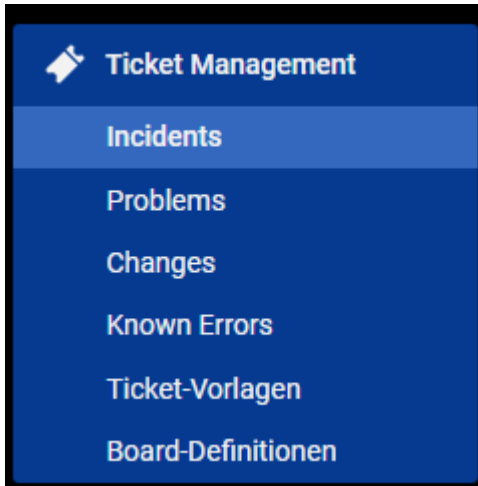 Ticket Management
Incidents
Problems
Changes
Known Errors
Ticket-Vorlagen
Board-Definitionen